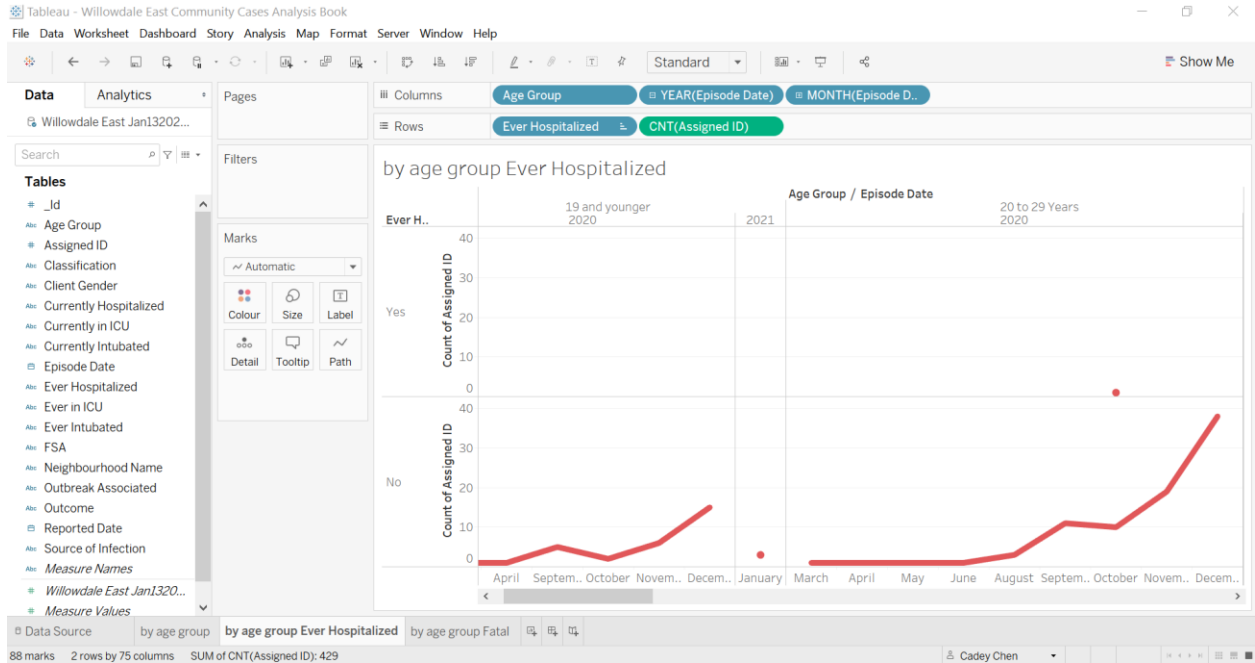 Tableau - Willowdale East Community Cases Analysis Book
File Data Worksheet Dashboard Story Analysis Map Format Server Window Help
Standard
Show Me
Data Analytics
Willowdale East Jan13202...
Search
Tables
_Id
Age Group
Assigned ID
Classification
Client Gender
Currently Hospitalized
Currently in ICU
Currently Intubated
Episode Date
Ever Hospitalized
Ever in ICU
Ever Intubated
FSA
Neighbourhood Name
Outbreak Associated
Outcome
Reported Date
Source of Infection
Measure Names
Willowdale East Jan1320...
Measure Values
Pages
Filters
Marks
Automatic
Colour Size Label
Detail Tooltip Path
Columns Age Group YEAR(Episode Date) MONTH(Episode D..
Rows Ever Hospitalized CNT(Assigned ID)
by age group Ever Hospitalized
Age Group / Episode Date
19 and younger 20 to 29 Years
Ever H.. 2020 2021 2020
Yes
Count of Assigned ID
40
30
20
10
0
No
Count of Assigned ID
40
30
20
10
0
April Septem.. October Novem.. Decem.. January March April May June August Septem.. October Novem.. Decem..
Data Source by age group by age group Ever Hospitalized by age group Fatal
88 marks 2 rows by 75 columns SUM of CNT(Assigned ID): 429 Cadey Chen